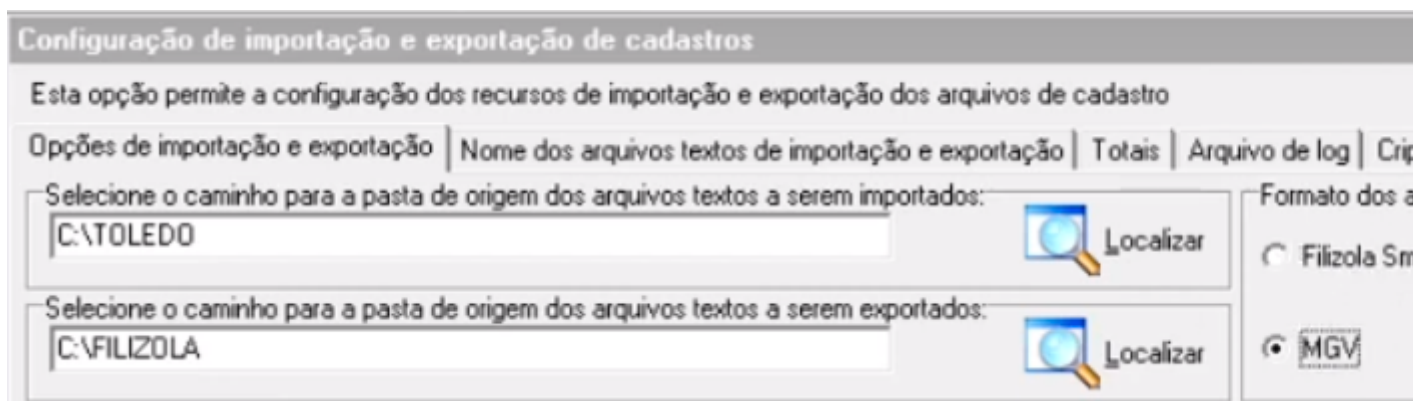 Configuração de importação e exportação de cadastros
Esta opção permite a configuração dos recursos de importação e exportação dos arquivos de cadastro
Opções de importação e exportação Nome dos arquivos textos de importação e exportação Totais Arquivo de log
Selecione o caminho para a pasta de origem dos arquivos textos a serem importados:
C:\TOLEDO
Localizar
Selecione o caminho para a pasta de origem dos arquivos textos a serem exportados:
C:\FILIZOLA
Localizar
Formato dos
Filizola
MGV